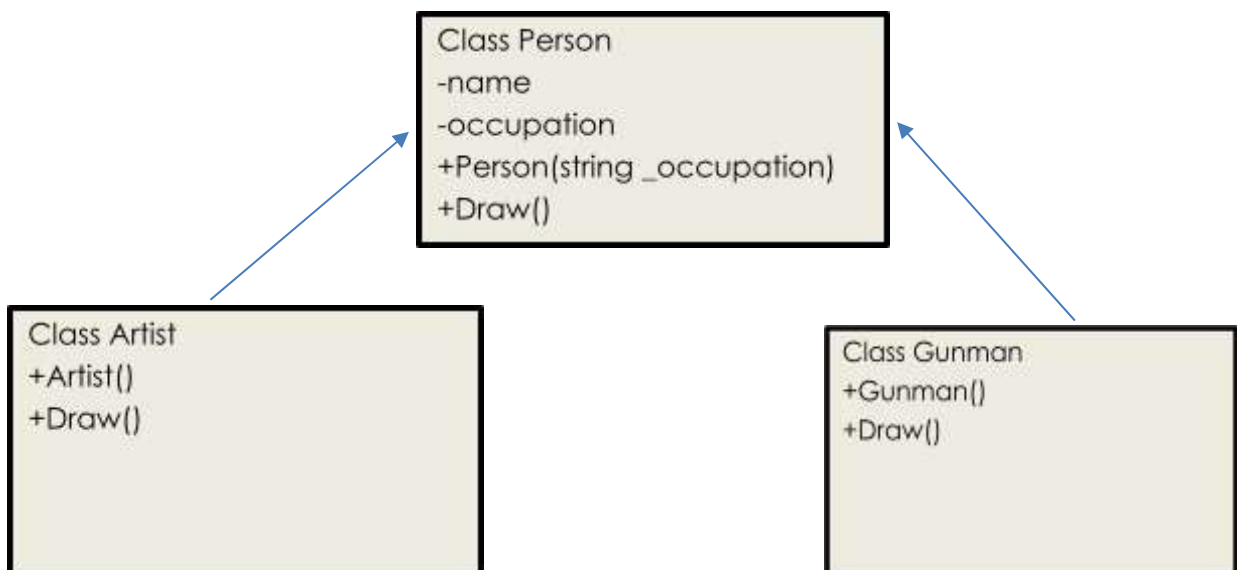 Class Person
-name
-occupation
+Person(string _occupation)
+Draw()
Class Artist
+Artist()
+Draw()
Class Gunman
+Gunman()
+Draw()